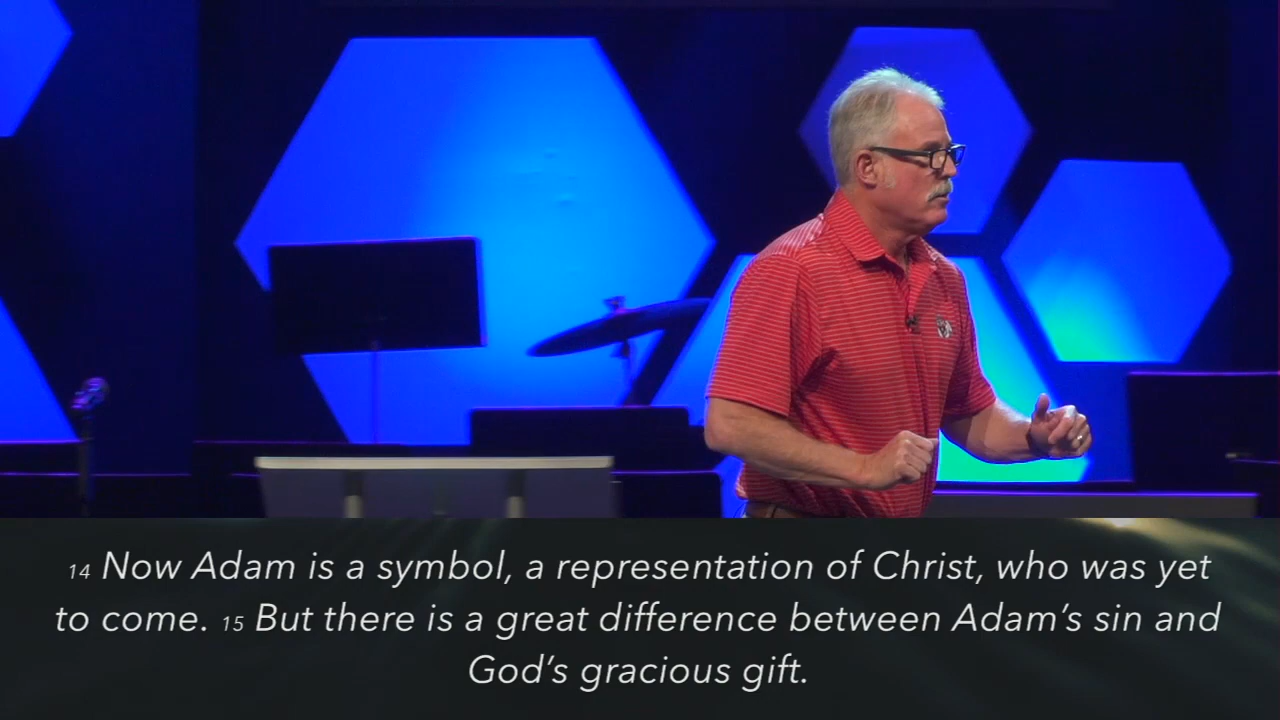 14 Now Adam is a symbol, a representation of Christ, who was yet
to come. 15 But there is a great difference between Adam’s sin and
God’s gracious gift.